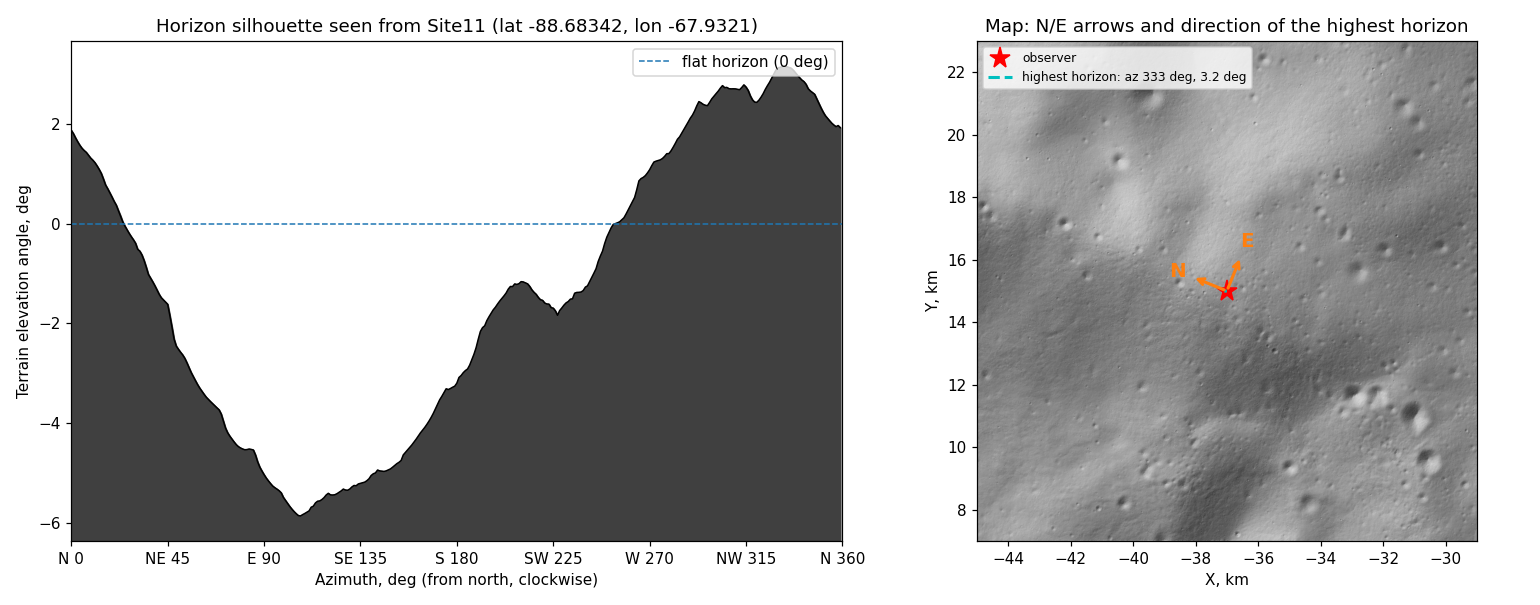 Horizon silhouette seen from Site11 (lat -88.68342, lon -67.9321)
flat horizon (0 deg)
Terrain elevation angle, deg
2
0
−2
−4
−6
N 0
NE 45
E 90
SE 135
S 180
SW 225
W 270
NW 315
N 360
Azimuth, deg (from north, clockwise)
Map: N/E arrows and direction of the highest horizon
observer
highest horizon: az 333 deg, 3.2 deg
Y, km
22
20
18
16
14
12
10
8
E
N
−44
−42
−40
−38
−36
−34
−32
−30
X, km